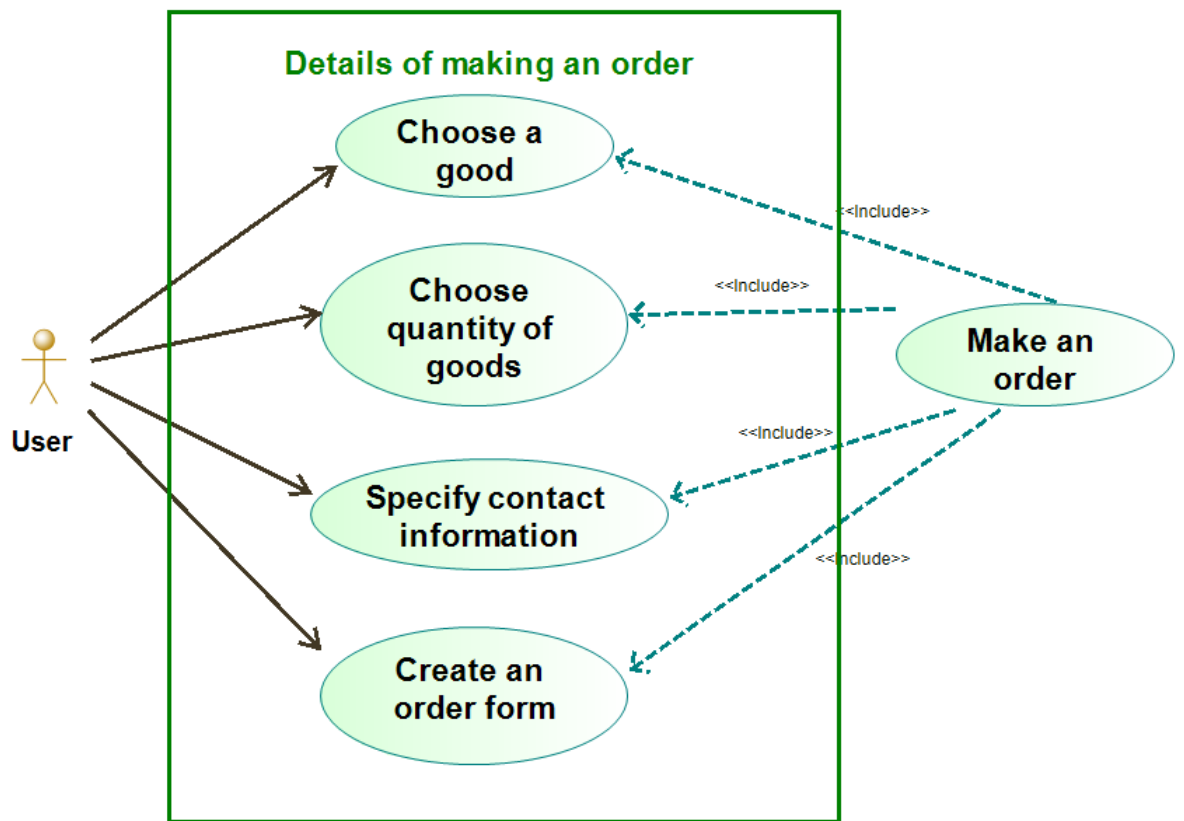 Details of making an order
Choose a
good
<<Include>>
Choose
quantity of
goods
<<Include>>
Make an
order
User
<<Include>>
Specify contact
information
<<Include>>
Create an
order form